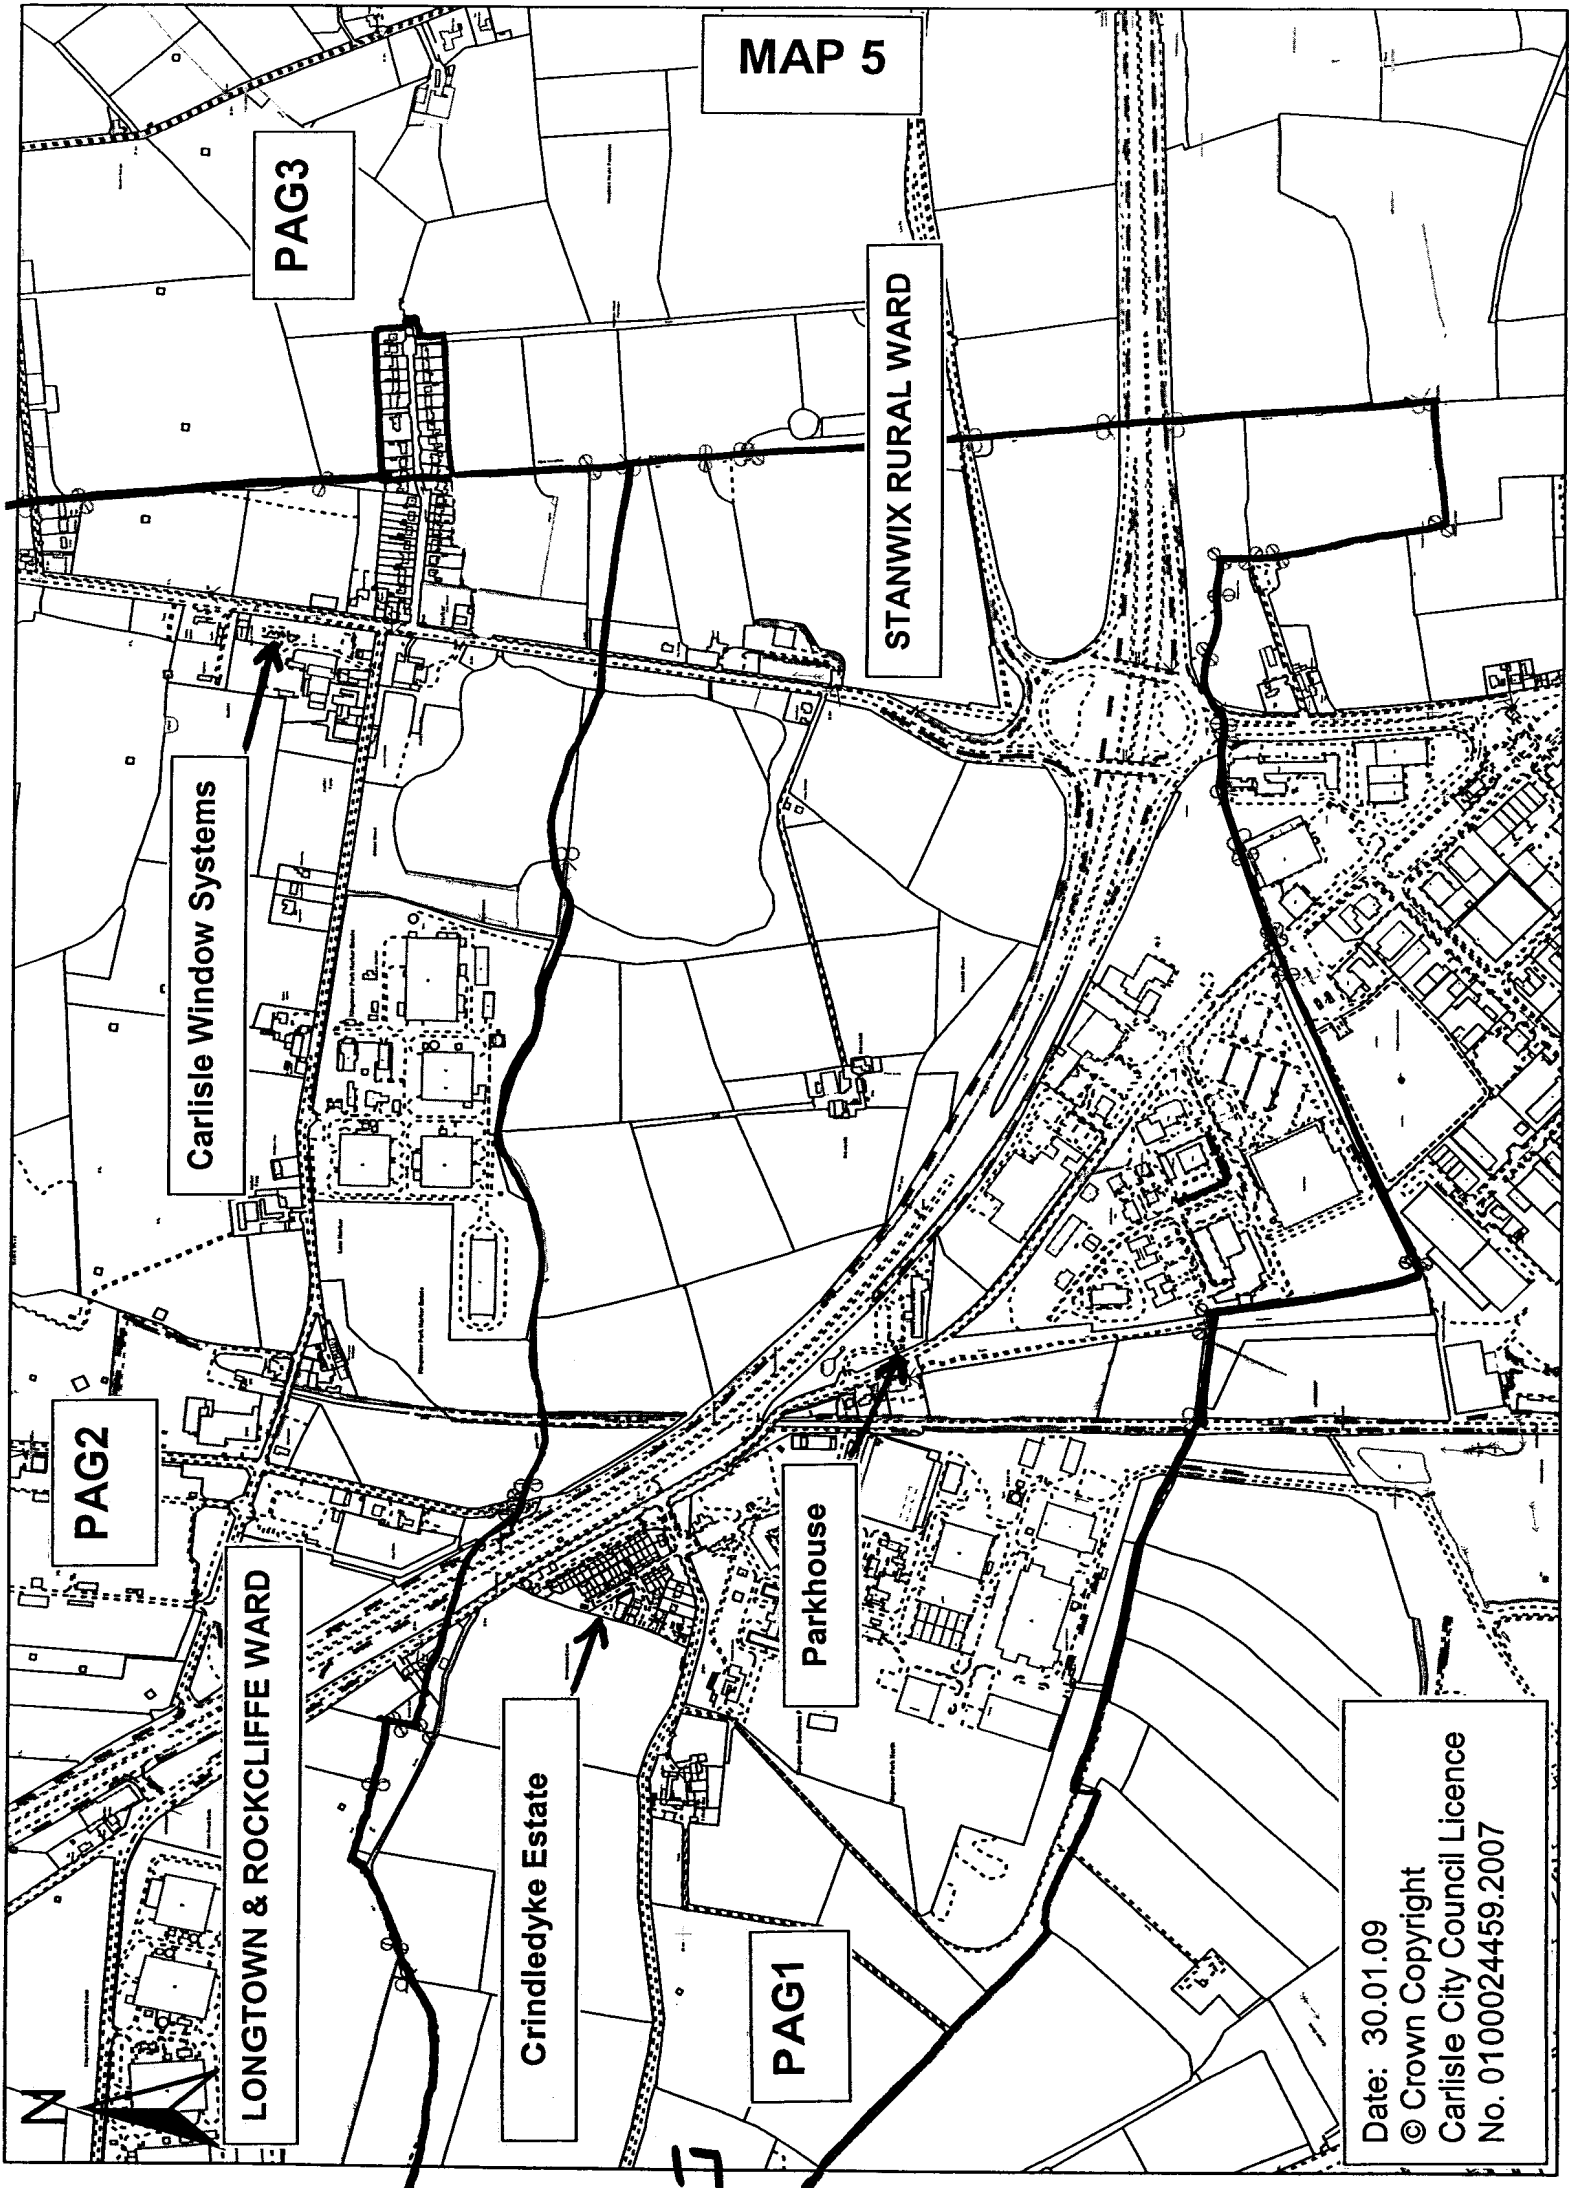 MAP 5
PAG3
STANWIX RURAL WARD
Carlisle Window Systems
PAG2
LONGTOWN & ROCKCLIFFE WARD
Parkhouse
Crindledyke Estate
PAG1
N
Date: 30.01.09
© Crown Copyright
Carlisle City Council Licence
No. 0100024459.2007